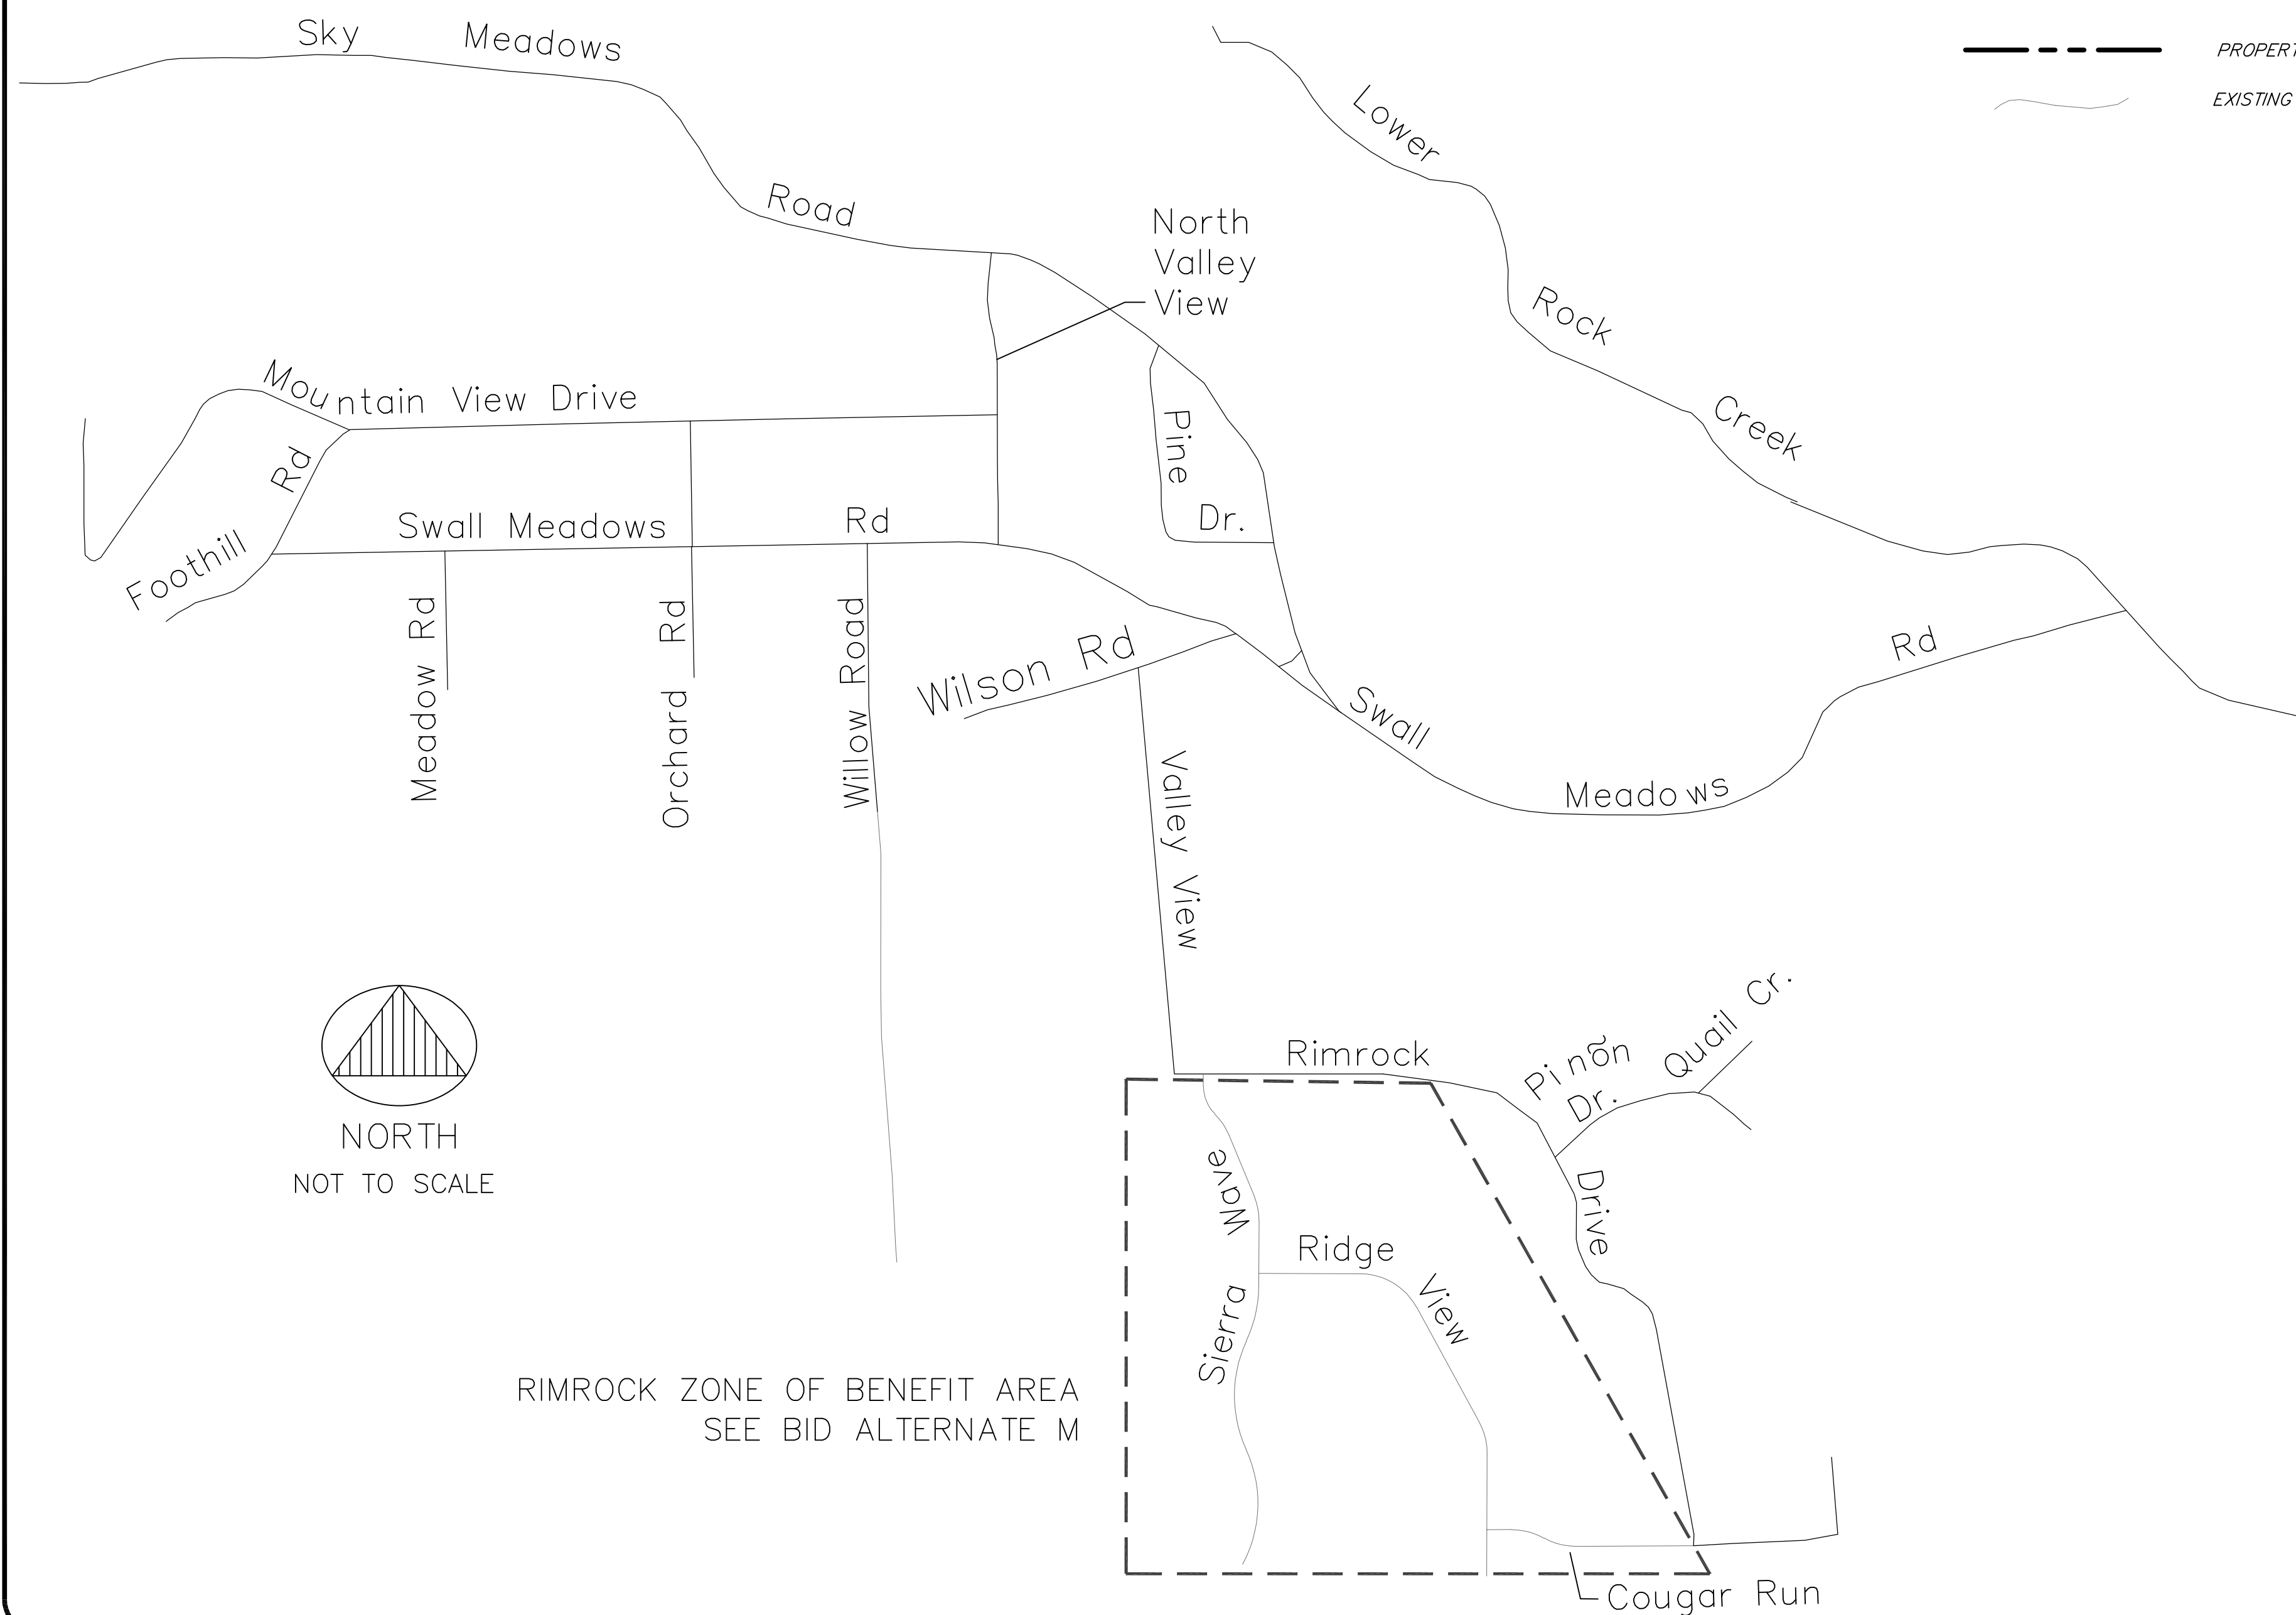 Sky Meadows Road
PROPERT
EXISTING
Lower Rock Creek
North
Valley
View
Mountain View Drive
Foothill Rd
Swall Meadows Rd
Pine Dr.
Meadow Rd
Orchard Rd
Willow Road
Wilson Rd
Swall Meadows Rd
Valley View
NORTH
NOT TO SCALE
Rimrock Drive
Pinõn
Dr.
Quail Cr.
Sierra Wave
Ridge View
RIMROCK ZONE OF BENEFIT AREA
SEE BID ALTERNATE M
Cougar Run